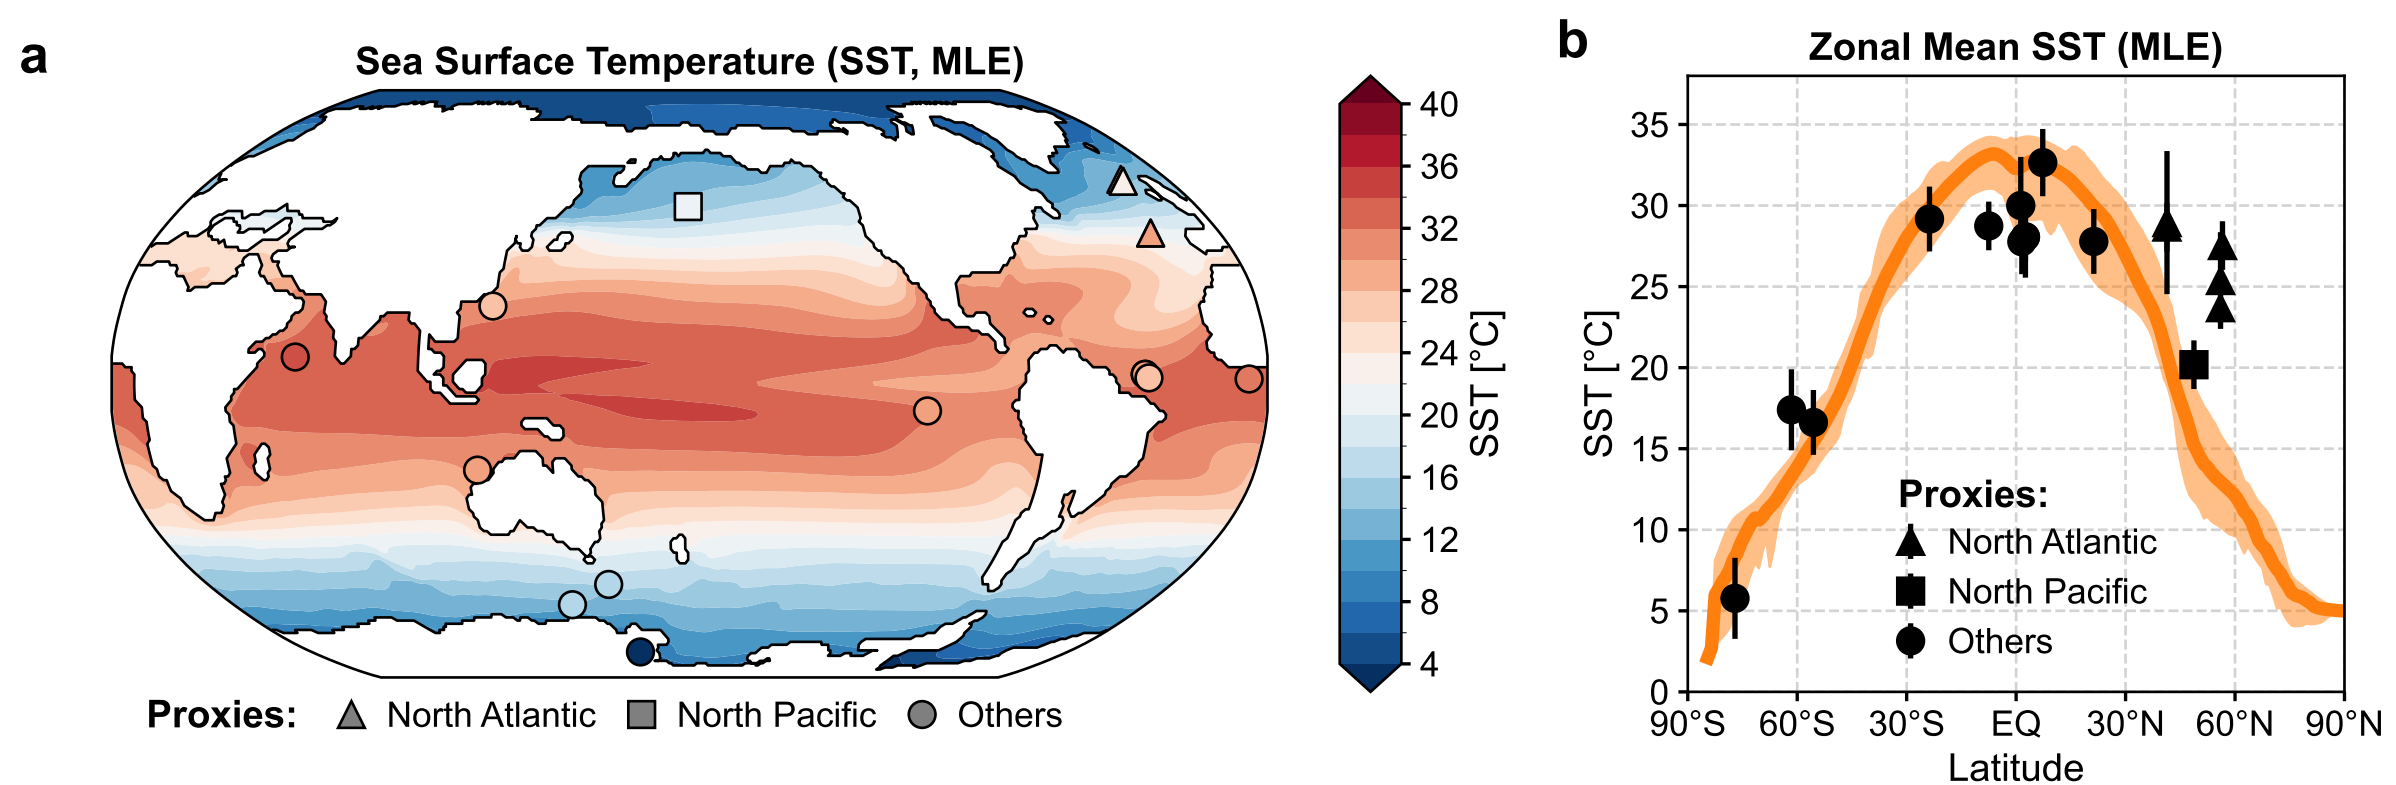 a
Sea Surface Temperature (SST, MLE)
40
36
32
28
24
20
16
12
8
4
SST [°C]
Proxies: North Atlantic North Pacific Others
b
Zonal Mean SST (MLE)
35
30
25
20
15
10
5
0
SST [°C]
Proxies:
North Atlantic
North Pacific
Others
90°S 60°S 30°S EQ 30°N 60°N 90°N
Latitude